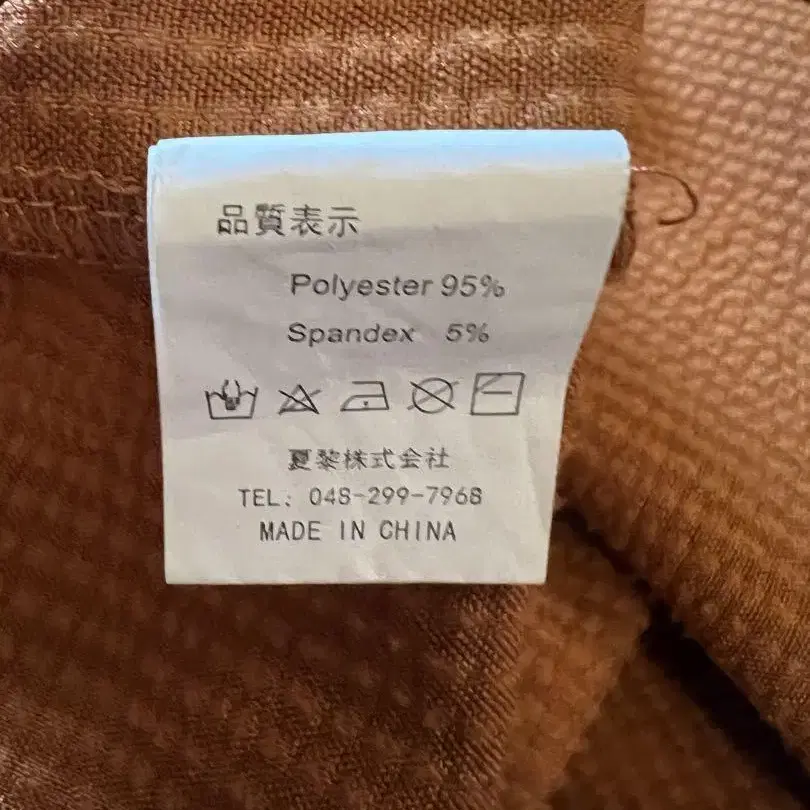 品質表示
Polyester 95%
Spandex 5%
夏黎株式会社
TEL: 048-299-7968
MADE IN CHINA